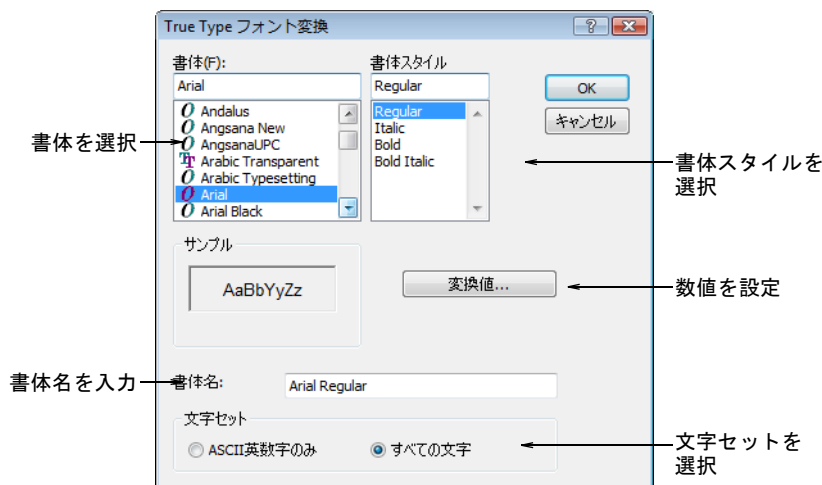 True Type フォント変換
書体(F):
書体スタイル
Arial
Regular
OK
キャンセル
Andalus
Angsana New
AngsanaUPC
Arabic Transparent
Arabic Typesetting
Arial
Arial Black
Regular
Italic
Bold
Bold Italic
書体を選択
書体スタイルを
選択
サンプル
AaBbYyZz
変換値...
数値を設定
書体名を入力
書体名:
Arial Regular
文字セット
ASCII英数字のみ
すべての文字
文字セットを
選択